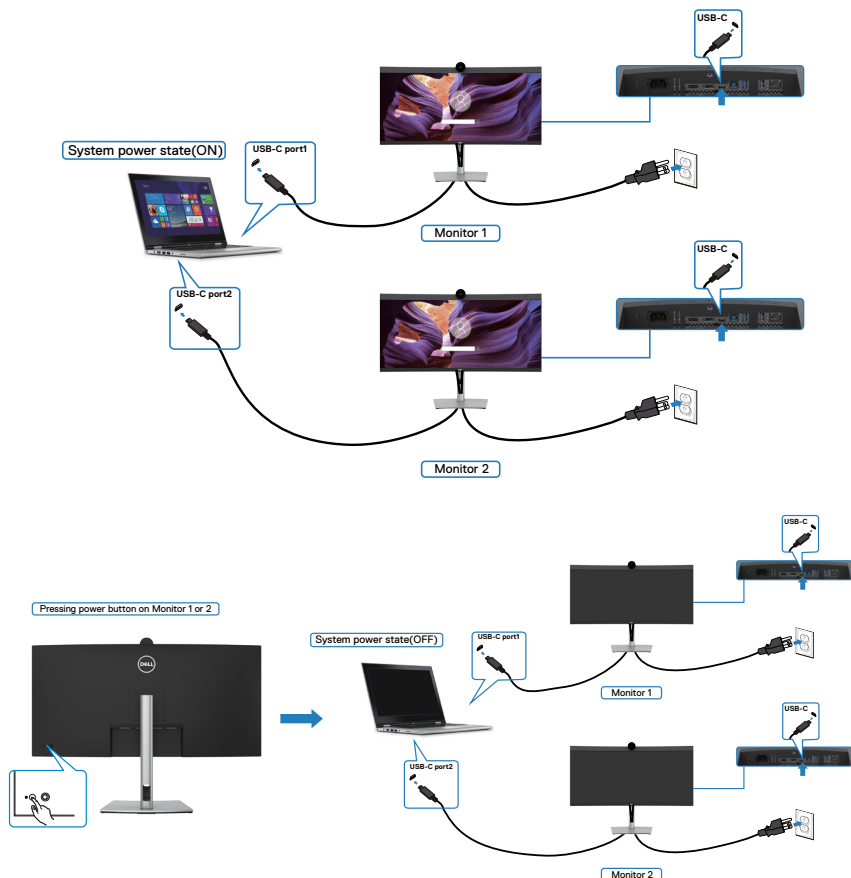 USB-C
System power state(ON)
USB-C port1
Monitor 1
USB-C
USB-C port2
Monitor 2
USB-C
Pressing power button on Monitor 1 or 2
System power state(OFF)
USB-C port1
DELL
Monitor 1
USB-C
USB-C port2
Monitor 2